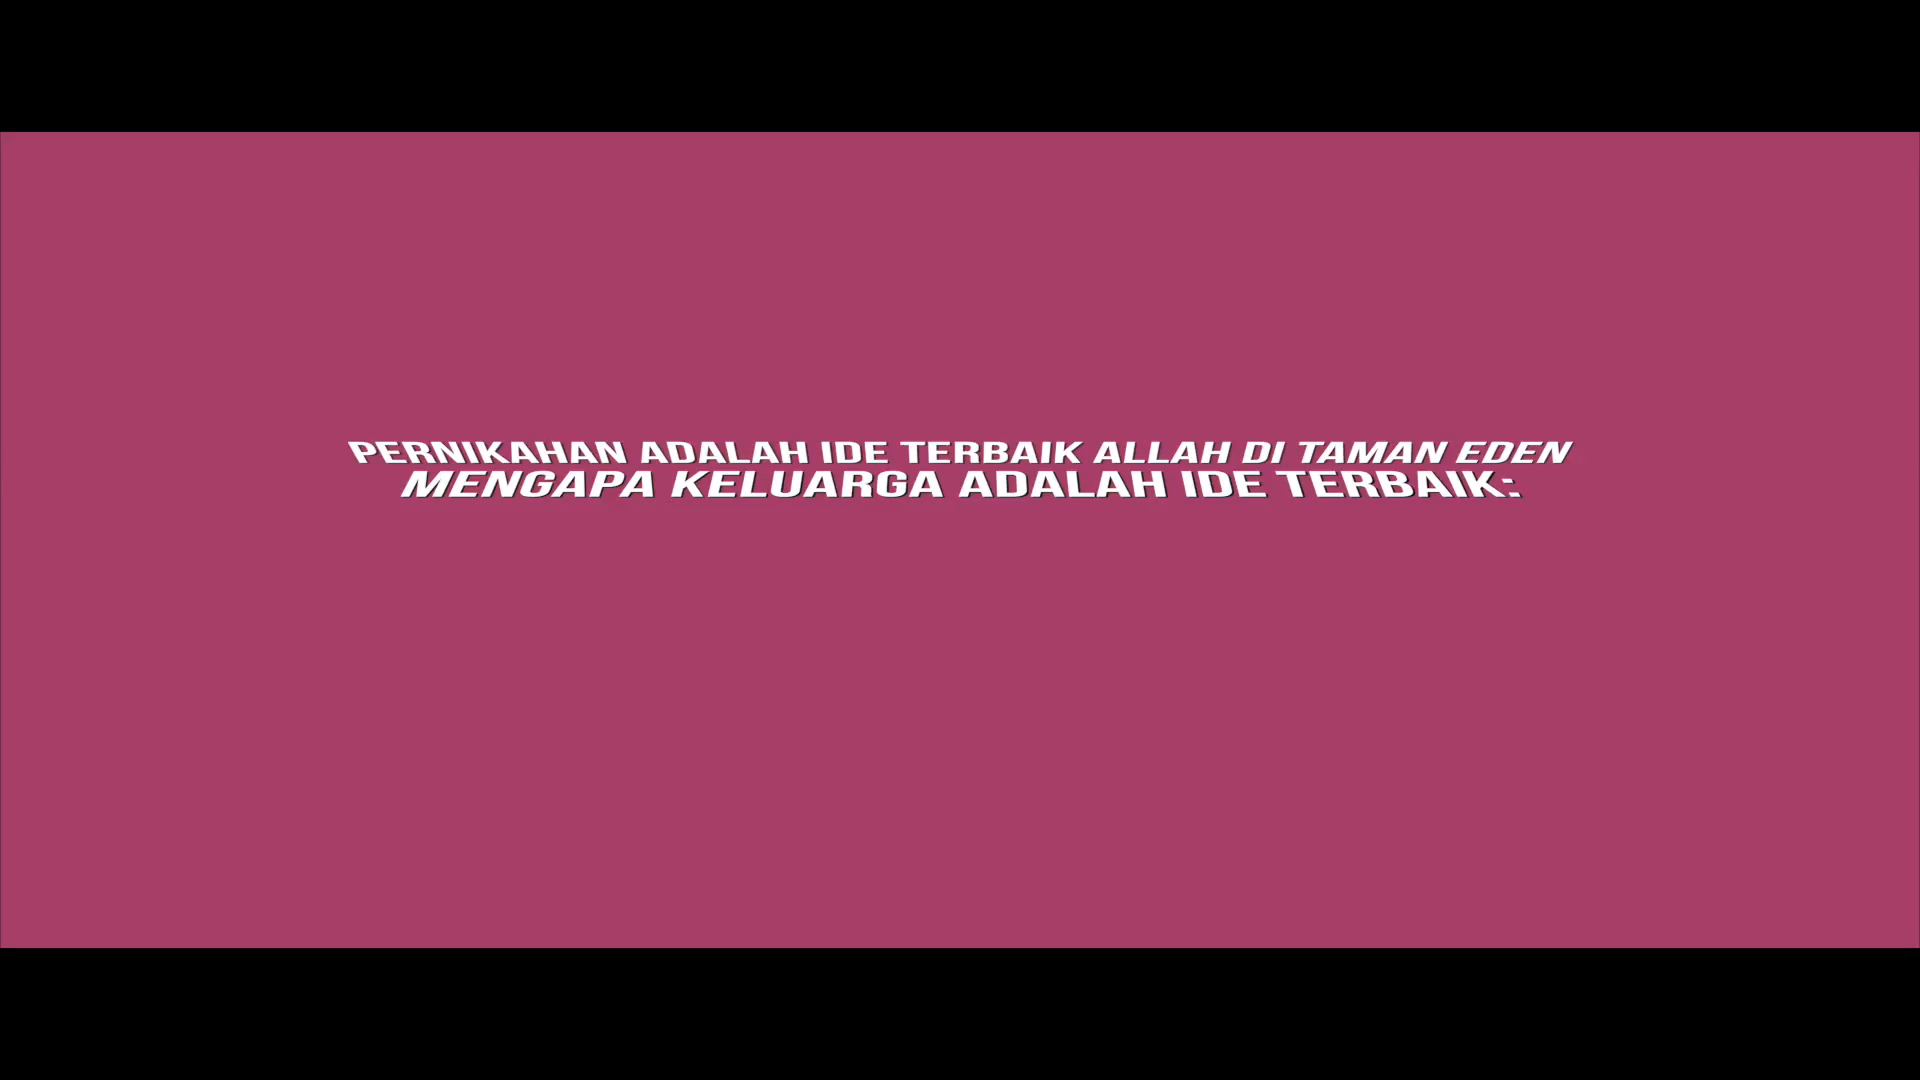 PERNIKAHAN ADALAH IDE TERBAIK ALLAH DI TAMAN EDEN
MENGAPA KELUARGA ADALAH IDE TERBAIK: